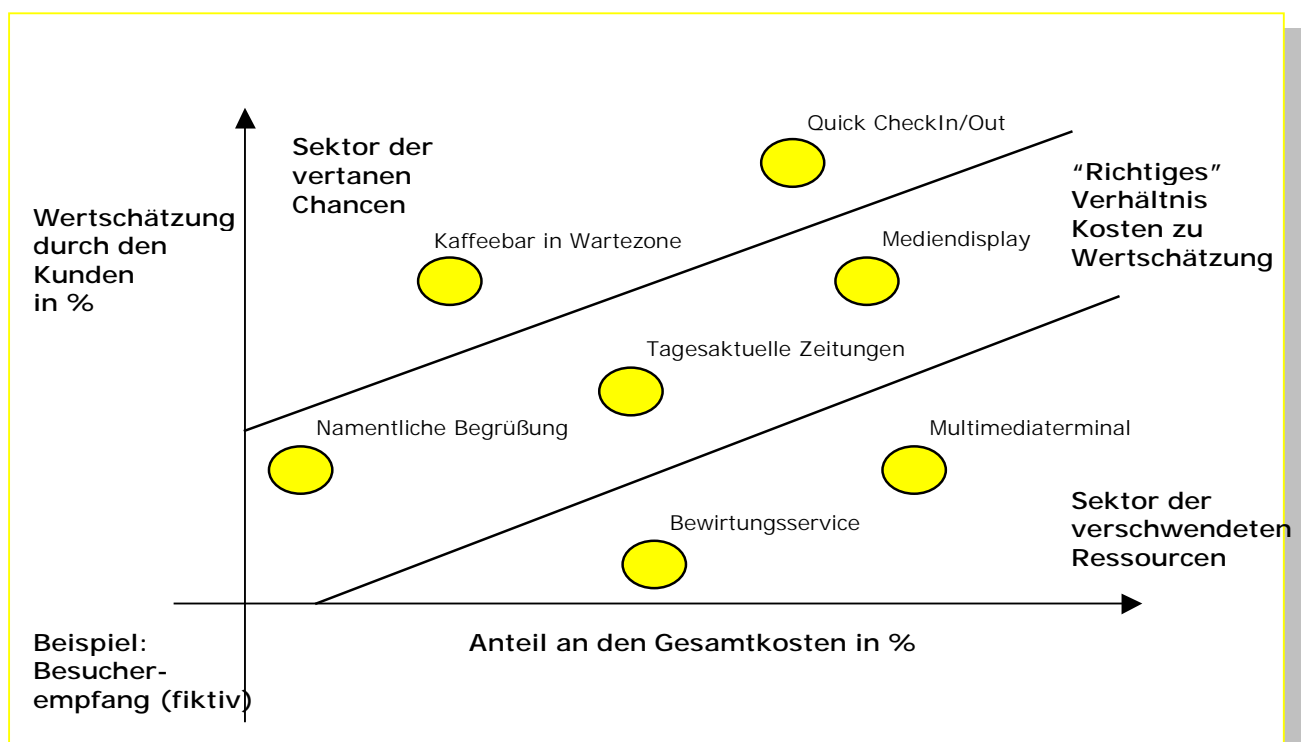 Quick CheckIn/Out
Sektor der
vertanen
Chancen
“Richtiges”
Verhältnis
Kosten zu
Wertschätzung
Wertschätzung
durch den
Kunden
in %
Kaffeebar in Wartezone
Mediendisplay
Tagesaktuelle Zeitungen
Namentliche Begrüßung
Multimediaterminal
Sektor der
verschwendeten
Ressourcen
Bewirtungsservice
Beispiel:
Besucher-
empfang (fiktiv)
Anteil an den Gesamtkosten in %